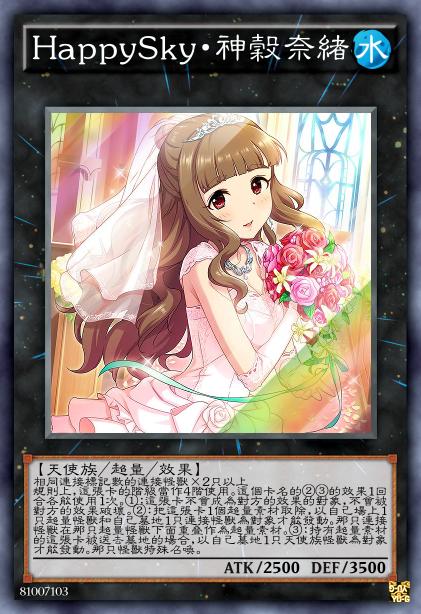 HappySky・神谷奈緒 水
【天使族／超量／效果】
相同連接標記數的連接怪獸×2只以上
規則上，這張卡的階級當作4階使用。這個卡名的②③的效果1回
合各能使用1次。(1):這張卡不會成為對方的效果的對象，不會被
對方的效果破壞。(2):把這張卡1個超量素材取除，以自己場上1
只超量怪獸和自己墓地1只連接怪獸為對象才能發動。那只連接
怪獸在那只超量怪獸下面重疊作為超量素材。(3):持有超量素材
的這張卡被送去墓地的場合，以自己墓地1只天使族怪獸為對象
才能發動。那只怪獸特殊召喚。
ATK/2500 DEF/3500
81007103